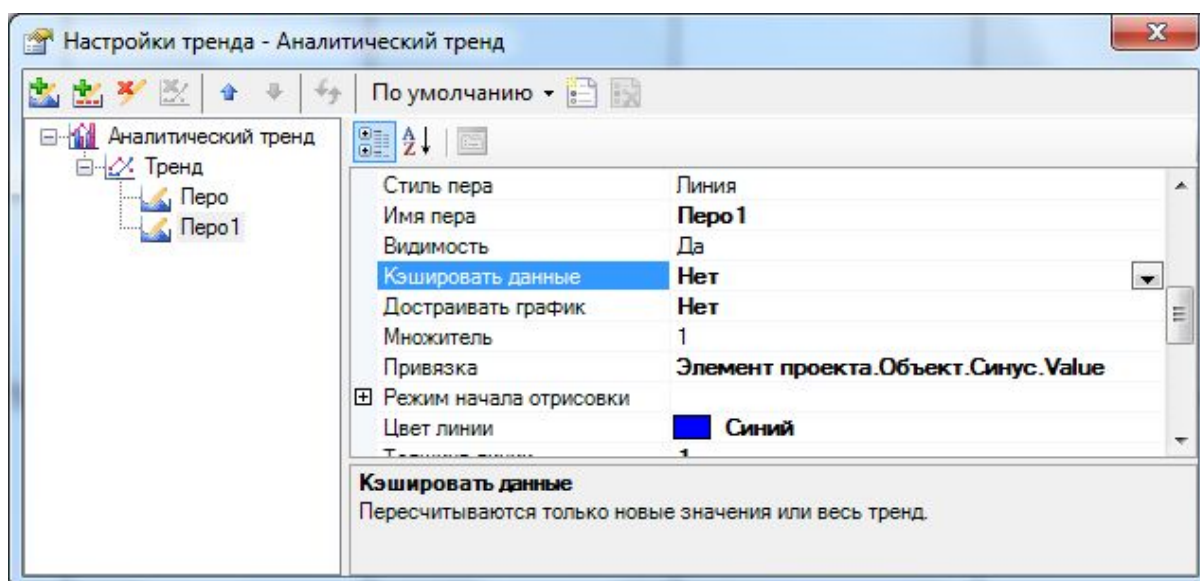 Настройки тренда - Аналитический тренд
По умолчанию
Аналитический тренд
Тренд
Перо
Перо1
Стиль пера Линия
Имя пера Перо1
Видимость Да
Кэшировать данные Нет
Достраивать график Нет
Множитель 1
Привязка Элемент проекта.Объект.Синус.Value
Режим начала отрисовки
Цвет линии Синий
Кэшировать данные
Пересчитываются только новые значения или весь тренд.